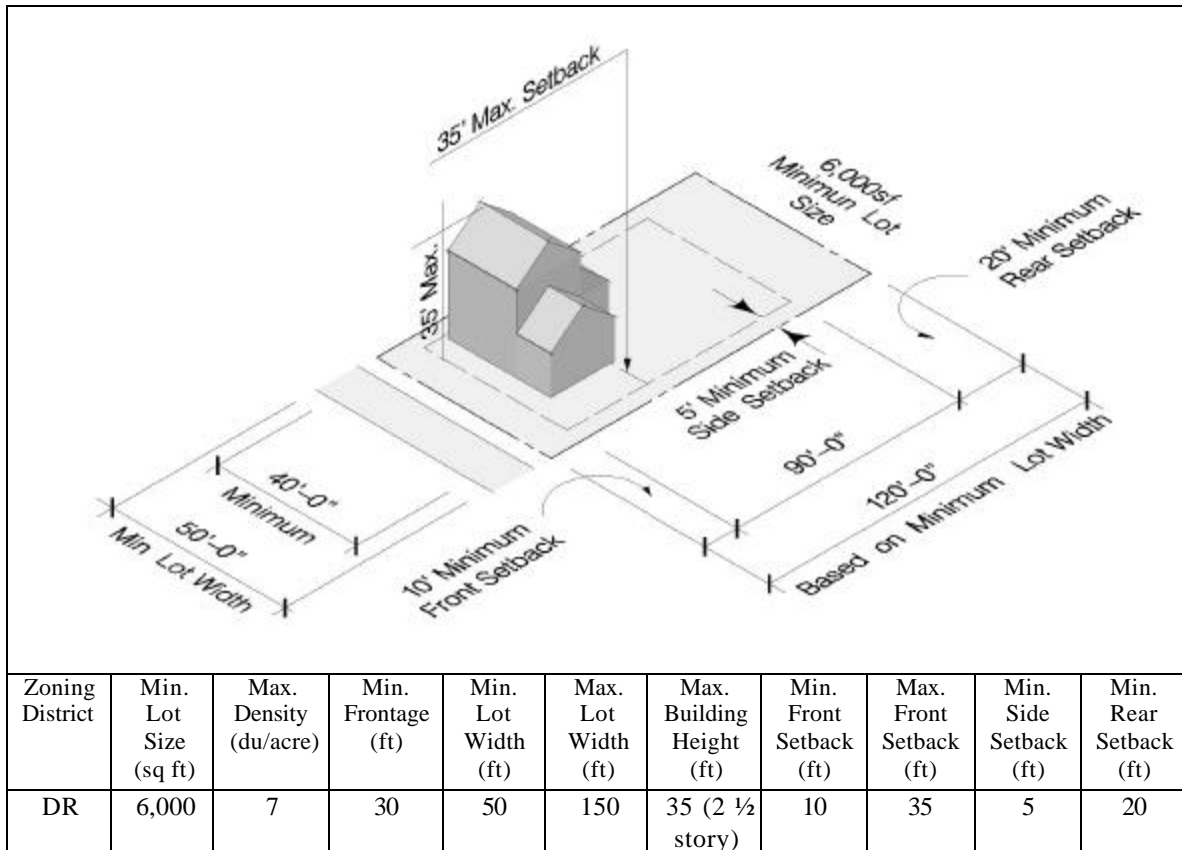 35' Max. Setback
6,000sf
Minimun Lot
Size
20' Minimum
Rear Setback
35' Max.
5' Minimum
Side Setback
90'-0"
120'-0"
Based on Minimum Lot Width
40'-0"
Minimum
50'-0"
Min Lot Width
10' Minimum
Front Setback
Zoning Min. Max. Min. Min. Max. Max. Min. Max. Min. Min.
District Lot Density Frontage Lot Lot Building Front Front Side Rear
Size (du/acre) (ft) Width Width Height Setback Setback Setback Setback
(sq ft) (ft) (ft) (ft) (ft) (ft) (ft) (ft)
DR 6,000 7 30 50 150 35 (2 ½ 10 35 5 20
story)